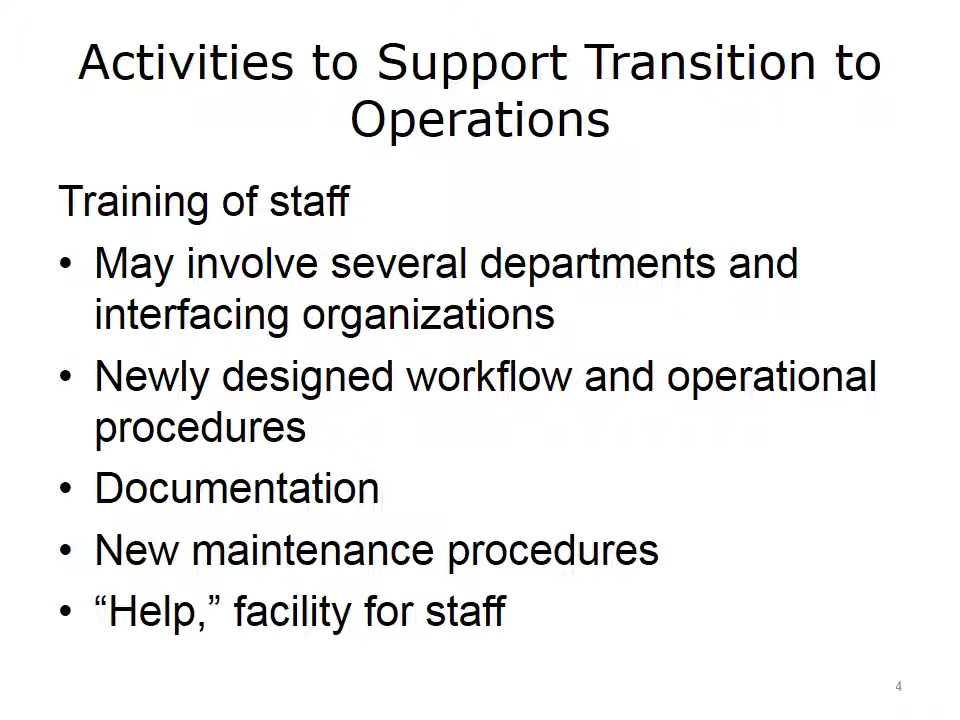 Activities to Support Transition to
Operations
Training of staff
• May involve several departments and
interfacing organizations
• Newly designed workflow and operational
procedures
• Documentation
• New maintenance procedures
• “Help,” facility for staff
4